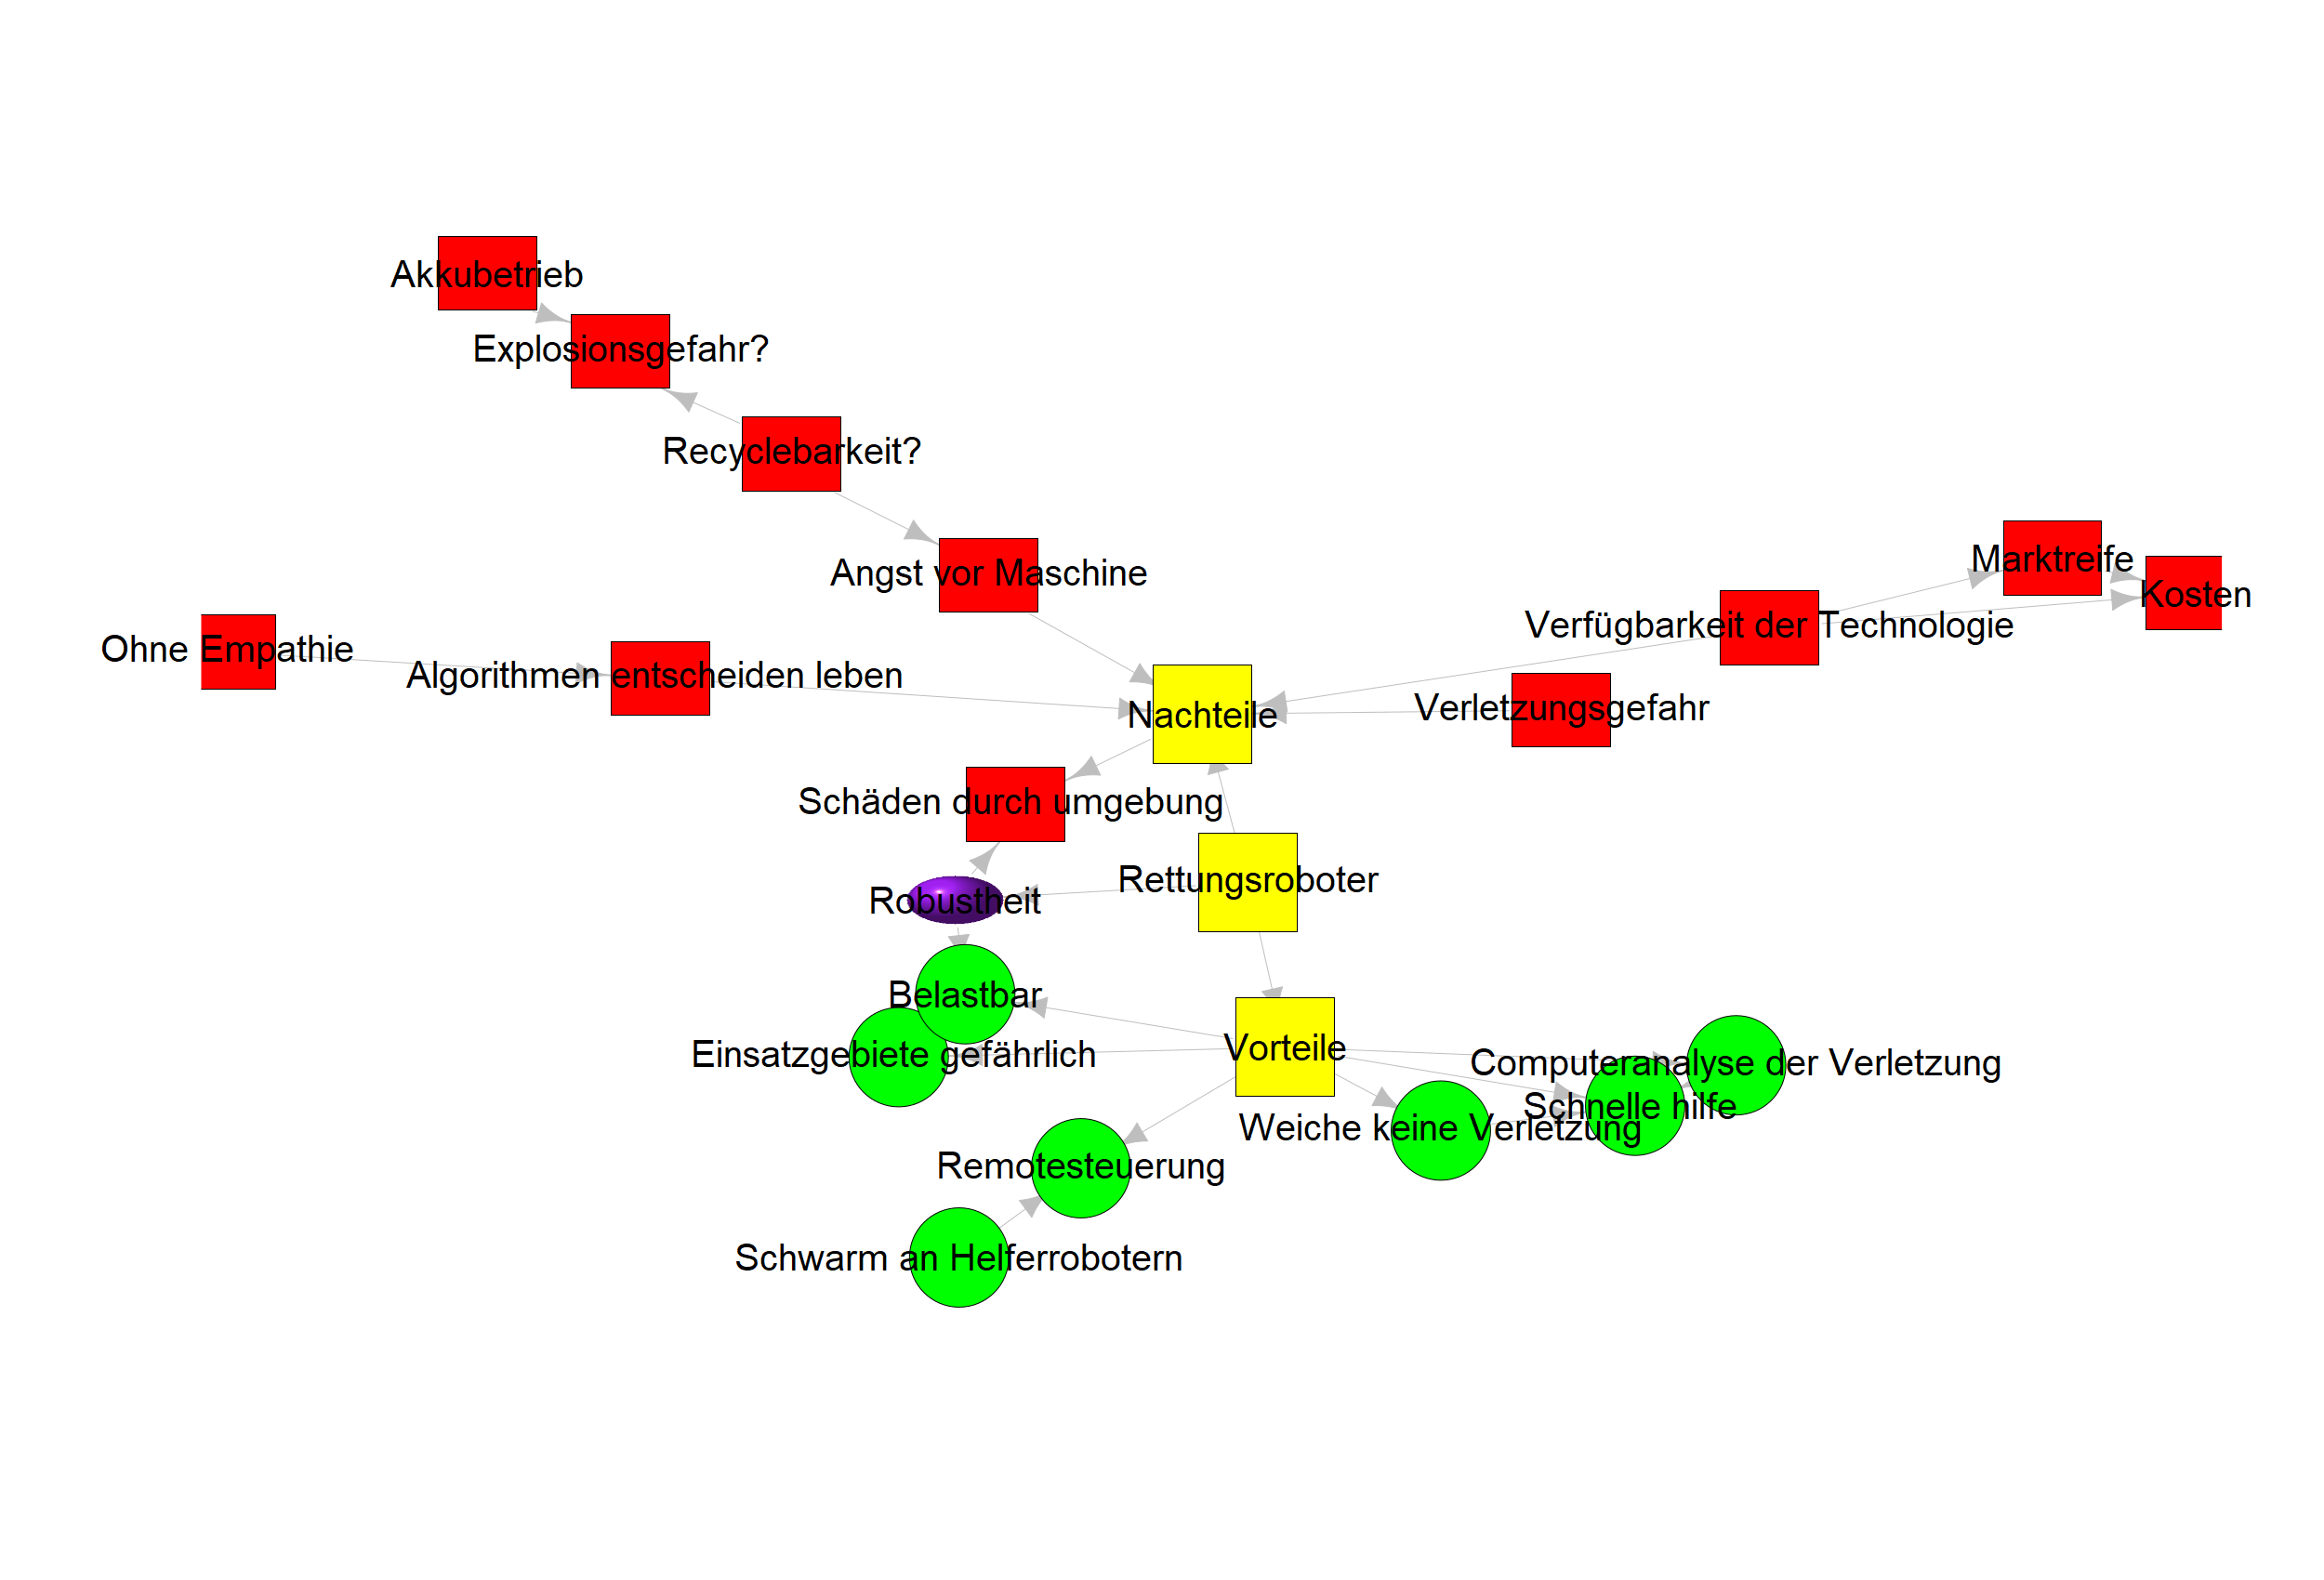 Akkubetrieb
Explosionsgefahr?
Recyclebarkeit?
Marktreife
Angst vor Maschine
Kosten
Verfügbarkeit der Technologie
Ohne Empathie
Algorithmen entscheiden leben
Verletzungsgefahr
Nachteile
Schäden durch umgebung
Rettungsroboter
Robustheit
Belastbar
Vorteile
Einsatzgebiete gefährlich
Computeranalyse der Verletzung
Schnelle hilfe
Weiche keine Verletzung
Remotesteuerung
Schwarm an Helferrobotern